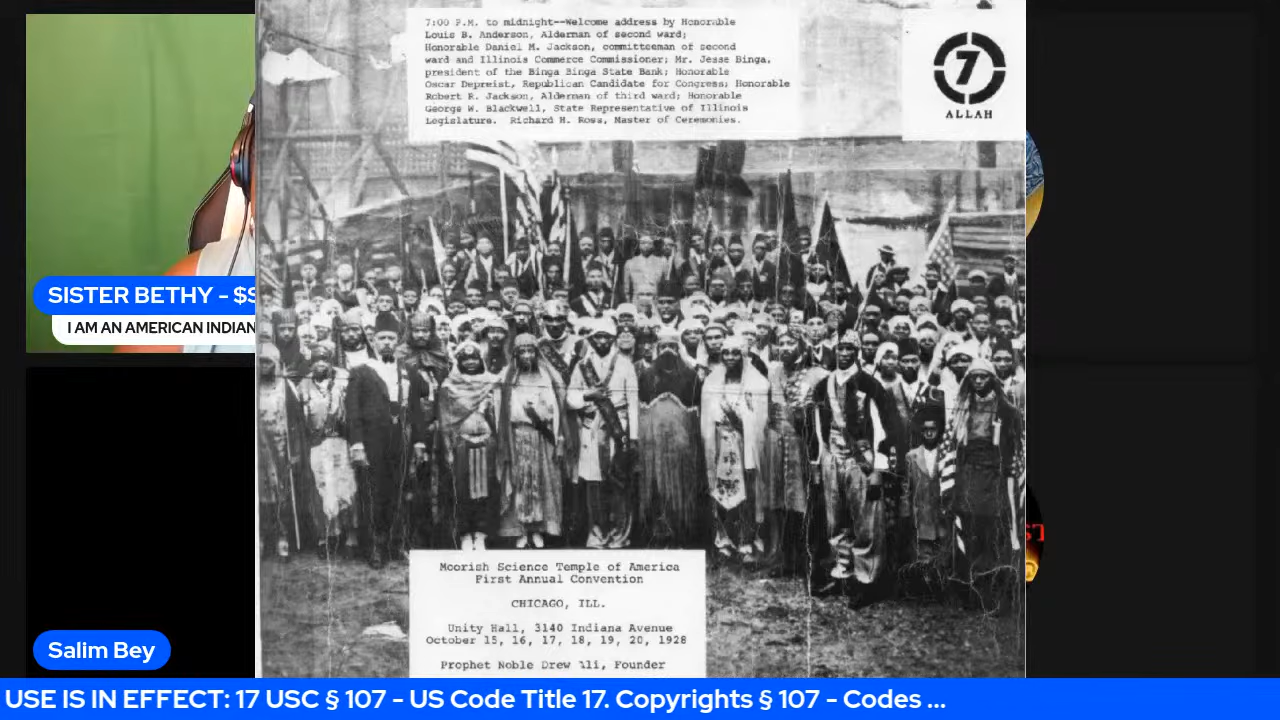 7:00 P.M. to midnight--Welcome address by Honorable
Louis B. Anderson, Alderman of second ward;
Honorable Daniel M. Jackson, committeeman of second
ward and Illinois Commerce Commissioner; Mr. Jesse Binga,
president of the Binga Binga State Bank; Honorable
Oscar Depreist, Republican Candidate for Congress; Honorable
Robert R. Jackson, Alderman of third ward; Honorable
George W. Blackwell, State Representative of Illinois
Legislature. Richard H. Ross, Master of Ceremonies.
7
ALLAH
SISTER BETHY - $S
I AM AN AMERICAN INDIAN
Moorish Science Temple of America
First Annual Convention
CHICAGO, ILL.
Unity Hall, 3140 Indiana Avenue
October 15, 16, 17, 18, 19, 20, 1928
Prophet Noble Drew Ali, Founder
ST
Salim Bey
USE IS IN EFFECT: 17 USC § 107 - US Code Title 17. Copyrights § 107 - Codes ...